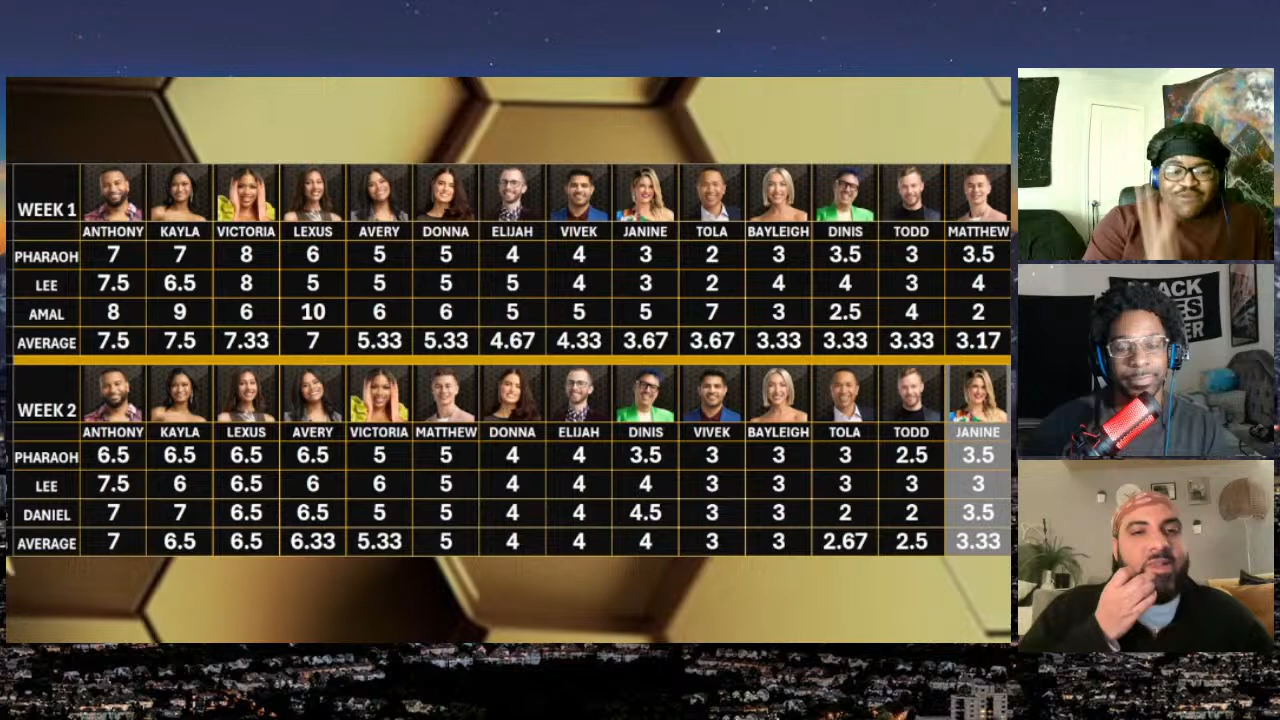 WEEK 1
ANTHONY KAYLA VICTORIA LEXUS AVERY DONNA ELIJAH VIVEK JANINE TOLA BAYLEIGH DINIS TODD MATTHEW
PHARAOH 7 7 8 6 5 5 4 4 3 2 3 3.5 3 3.5
LEE 7.5 6.5 8 5 5 5 5 4 3 2 4 4 3 4
AMAL 8 9 6 10 6 6 5 5 5 7 3 2.5 4 2
AVERAGE 7.5 7.5 7.33 7 5.33 5.33 4.67 4.33 3.67 3.67 3.33 3.33 3.33 3.17
WEEK 2
ANTHONY KAYLA LEXUS AVERY VICTORIA MATTHEW DONNA ELIJAH DINIS VIVEK BAYLEIGH TOLA TODD JANINE
PHARAOH 6.5 6.5 6.5 6.5 5 5 4 4 3.5 3 3 3 2.5 3.5
LEE 7.5 6 6.5 6 6 5 4 4 4 3 3 3 3 3
DANIEL 7 7 6.5 6.5 5 5 4 4 4.5 3 3 2 2 3.5
AVERAGE 7 6.5 6.5 6.33 5.33 5 4 4 4 3 3 2.67 2.5 3.33